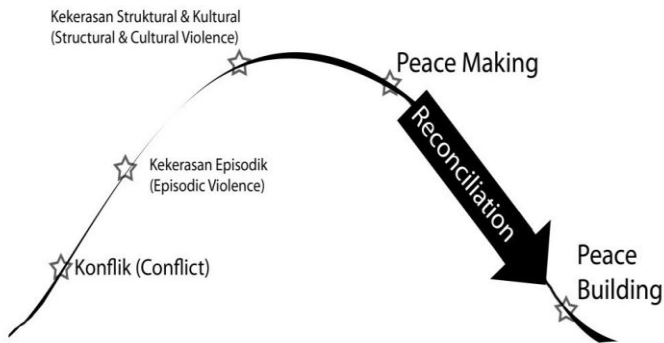 Kekerasan Struktural & Kultural
(Structural & Cultural Violence)
Peace Making
Reconciliation
Kekerasan Episodik
(Episodic Violence)
Konflik (Conflict)
Peace
Building